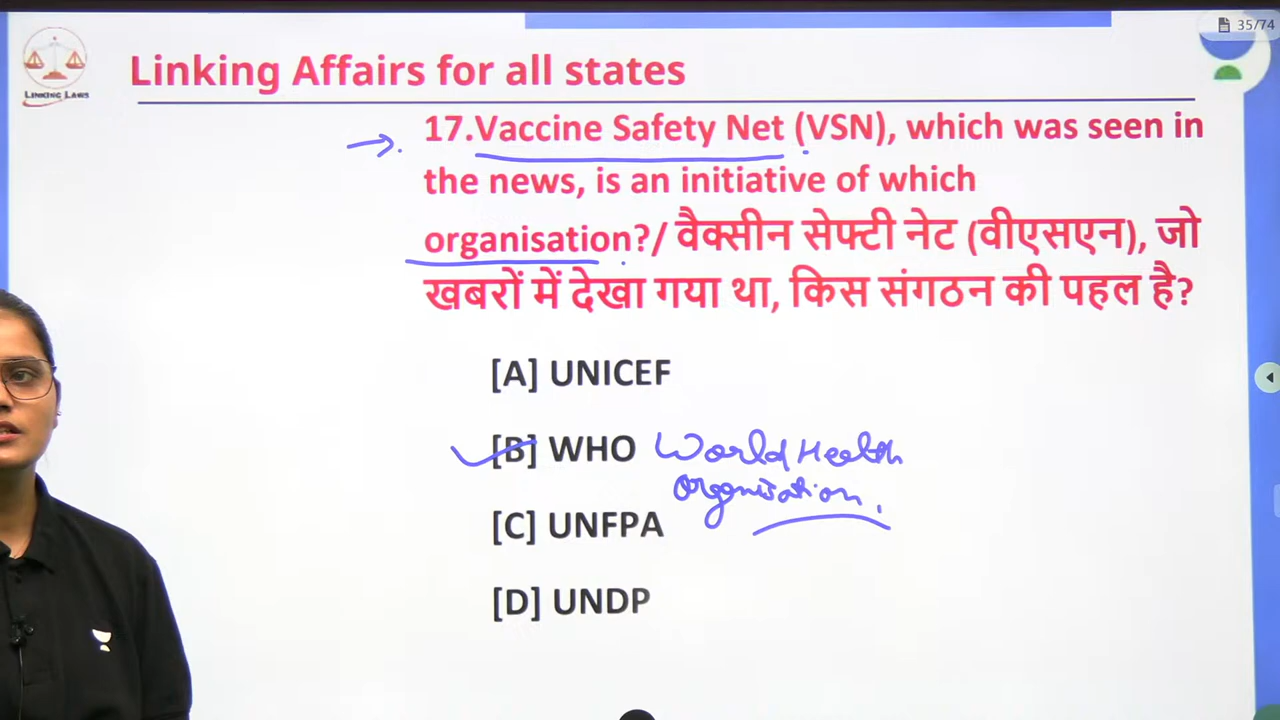 35/74
Linking Affairs for all states
LINKING LAWS
17.Vaccine Safety Net (VSN), which was seen in
the news, is an initiative of which
organisation?/ वैक्सीन सेफ्टी नेट (वीएसएन), जो
खबरों में देखा गया था, किस संगठन की पहल है?
[A] UNICEF
[B] WHO World Health
Organisation.
[C] UNFPA
[D] UNDP